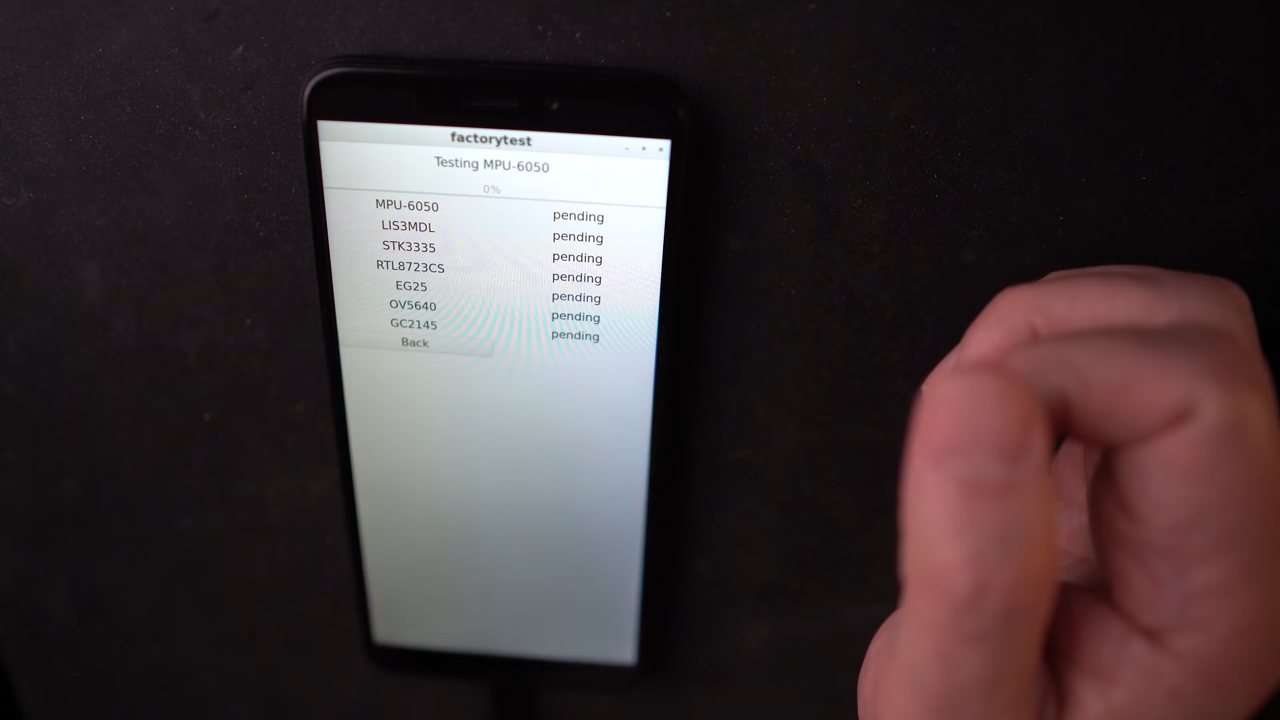 factorytest
Testing MPU-6050
0%
MPU-6050 pending
LIS3MDL pending
STK3335 pending
RTL8723CS pending
EG25 pending
OV5640 pending
GC2145 pending
Back